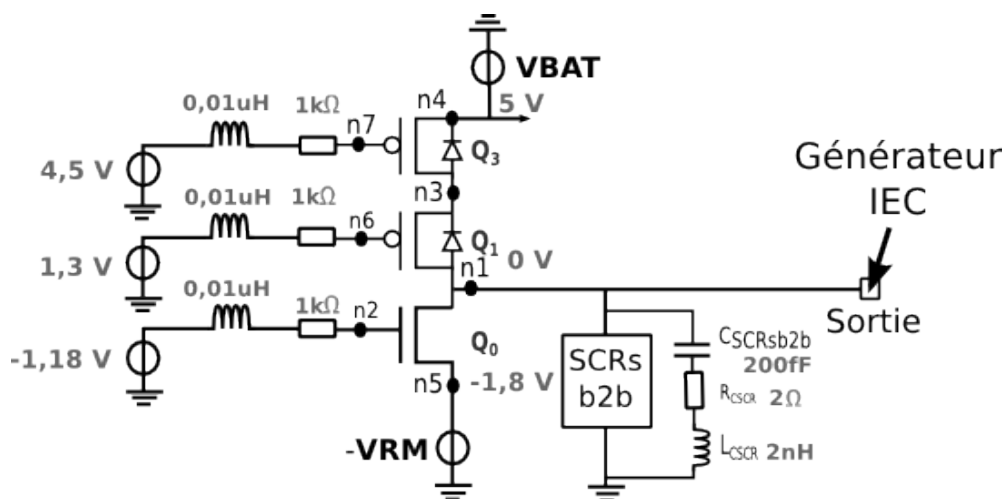 VBAT
5 V
0,01uH
1kΩ
n7
n4
4,5 V
Q3
n3
0,01uH
1kΩ
n6
1,3 V
Q1
n1
0 V
0,01uH
1kΩ
n2
-1,18 V
Q0
n5
-1,8 V
-VRM
SCRs
b2b
CSCRsb2b
200fF
RCSCR 2Ω
LCSCR 2nH
Générateur
IEC
Sortie